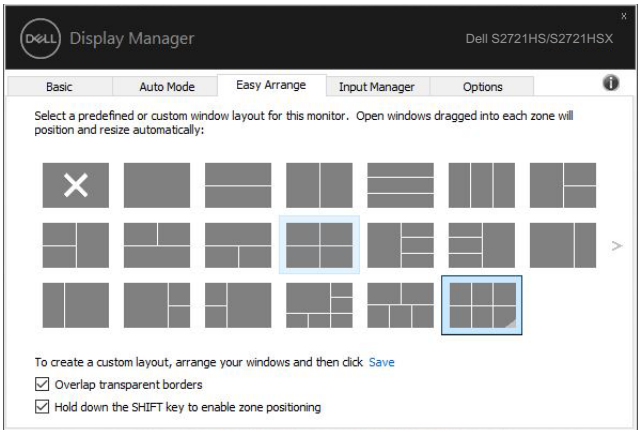 x
DELL Display Manager Dell S2721HS/S2721HSX
Basic Auto Mode Easy Arrange Input Manager Options i
Select a predefined or custom window layout for this monitor. Open windows dragged into each zone will
position and resize automatically:
>
To create a custom layout, arrange your windows and then click Save
Overlap transparent borders
Hold down the SHIFT key to enable zone positioning